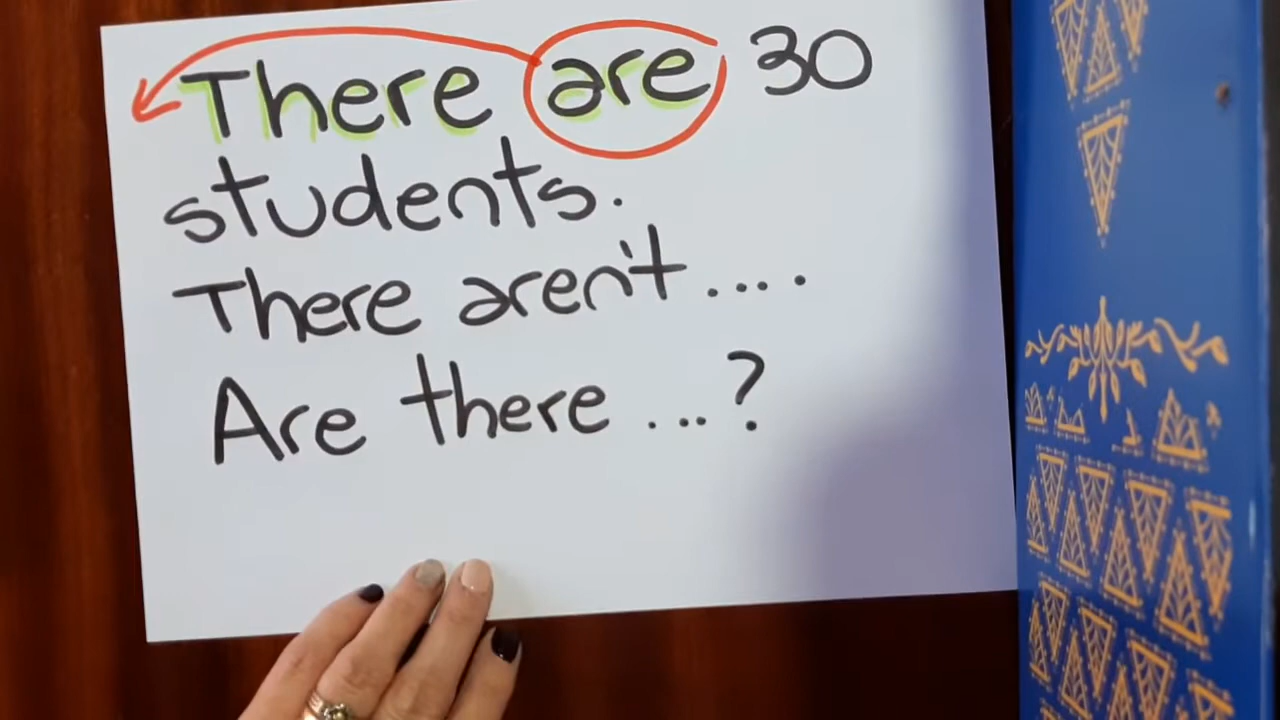 There are 30
students.
There aren't....
Are there ...?